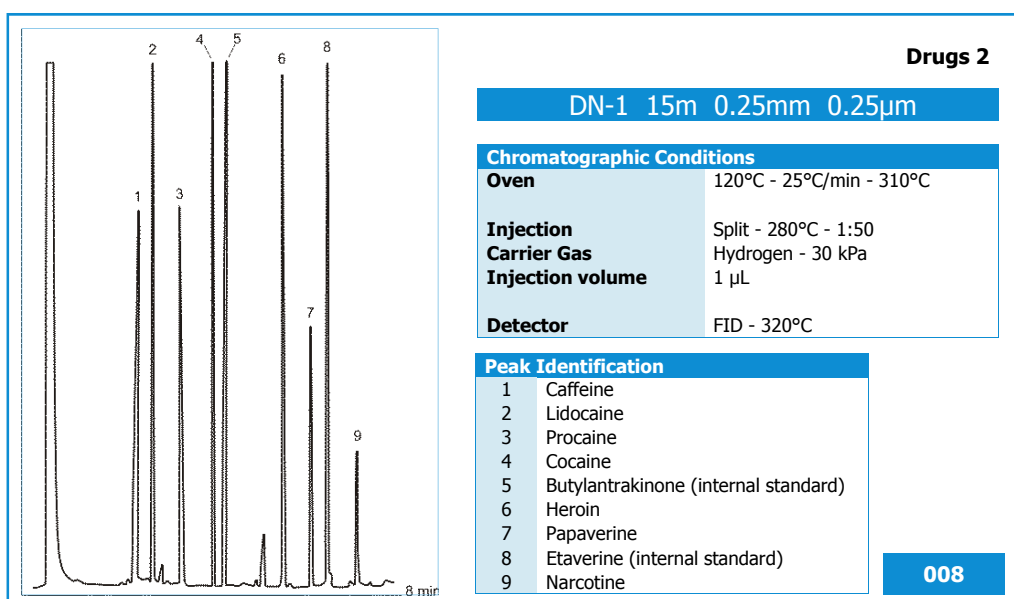 4 5
2 8
6
1 3
7
9
8 min
Drugs 2
DN-1 15m 0.25mm 0.25µm
Chromatographic Conditions
Oven 120°C - 25°C/min - 310°C
Injection Split - 280°C - 1:50
Carrier Gas Hydrogen - 30 kPa
Injection volume 1 µL
Detector FID - 320°C
Peak Identification
1 Caffeine
2 Lidocaine
3 Procaine
4 Cocaine
5 Butylantrakinone (internal standard)
6 Heroin
7 Papaverine
8 Etaverine (internal standard)
9 Narcotine
008